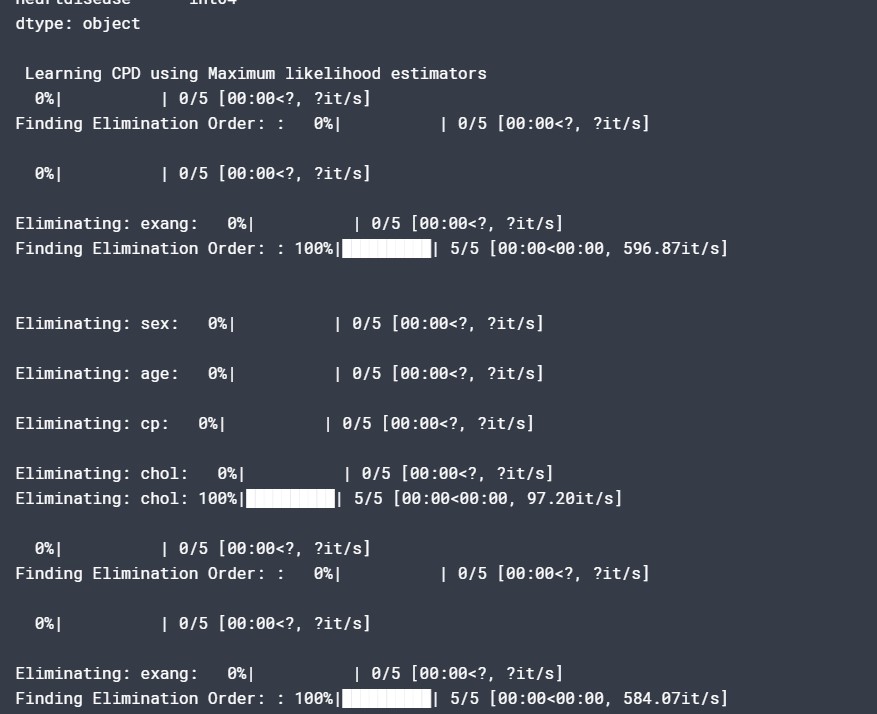 heartdisease      int64
dtype: object
 Learning CPD using Maximum likelihood estimators
  0%|          | 0/5 [00:00<?, ?it/s]
Finding Elimination Order: :   0%|          | 0/5 [00:00<?, ?it/s]
  0%|          | 0/5 [00:00<?, ?it/s]
Eliminating: exang:   0%|          | 0/5 [00:00<?, ?it/s]
Finding Elimination Order: : 100%|██████████| 5/5 [00:00<00:00, 596.87it/s]
Eliminating: sex:   0%|          | 0/5 [00:00<?, ?it/s]
Eliminating: age:   0%|          | 0/5 [00:00<?, ?it/s]
Eliminating: cp:   0%|          | 0/5 [00:00<?, ?it/s]
Eliminating: chol:   0%|          | 0/5 [00:00<?, ?it/s]
Eliminating: chol: 100%|██████████| 5/5 [00:00<00:00, 97.20it/s]
  0%|          | 0/5 [00:00<?, ?it/s]
Finding Elimination Order: :   0%|          | 0/5 [00:00<?, ?it/s]
  0%|          | 0/5 [00:00<?, ?it/s]
Eliminating: exang:   0%|          | 0/5 [00:00<?, ?it/s]
Finding Elimination Order: : 100%|██████████| 5/5 [00:00<00:00, 584.07it/s]